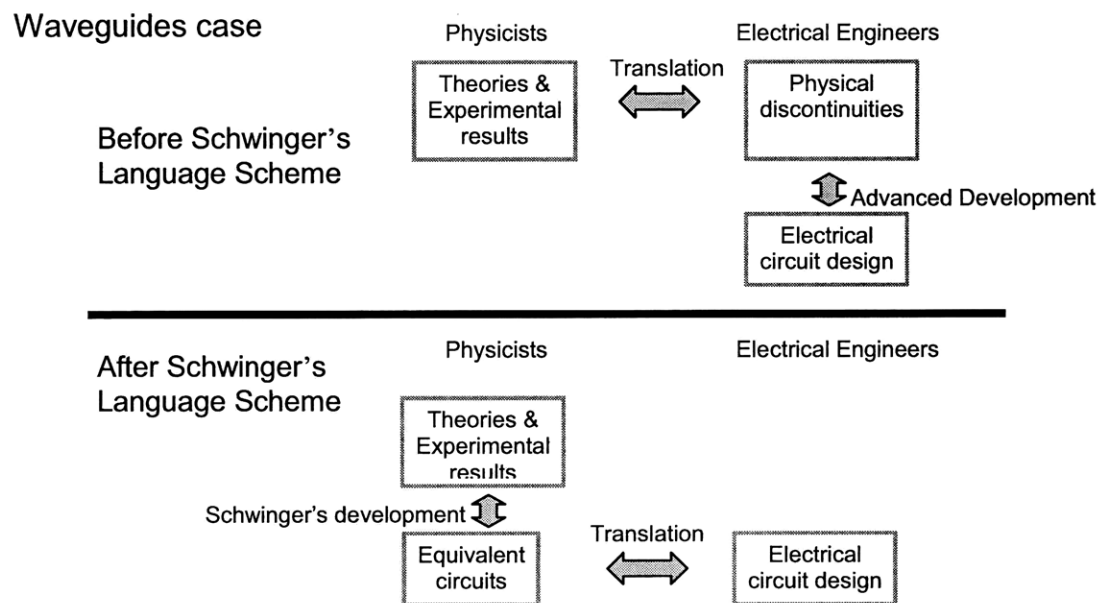 Waveguides case
Physicists
Electrical Engineers
Theories &
Experimental
results
Translation
Physical
discontinuities
Before Schwinger's
Language Scheme
Advanced Development
Electrical
circuit design
Physicists
Electrical Engineers
After Schwinger's
Language Scheme
Theories &
Experimental
results
Schwinger's development
Equivalent
circuits
Translation
Electrical
circuit design